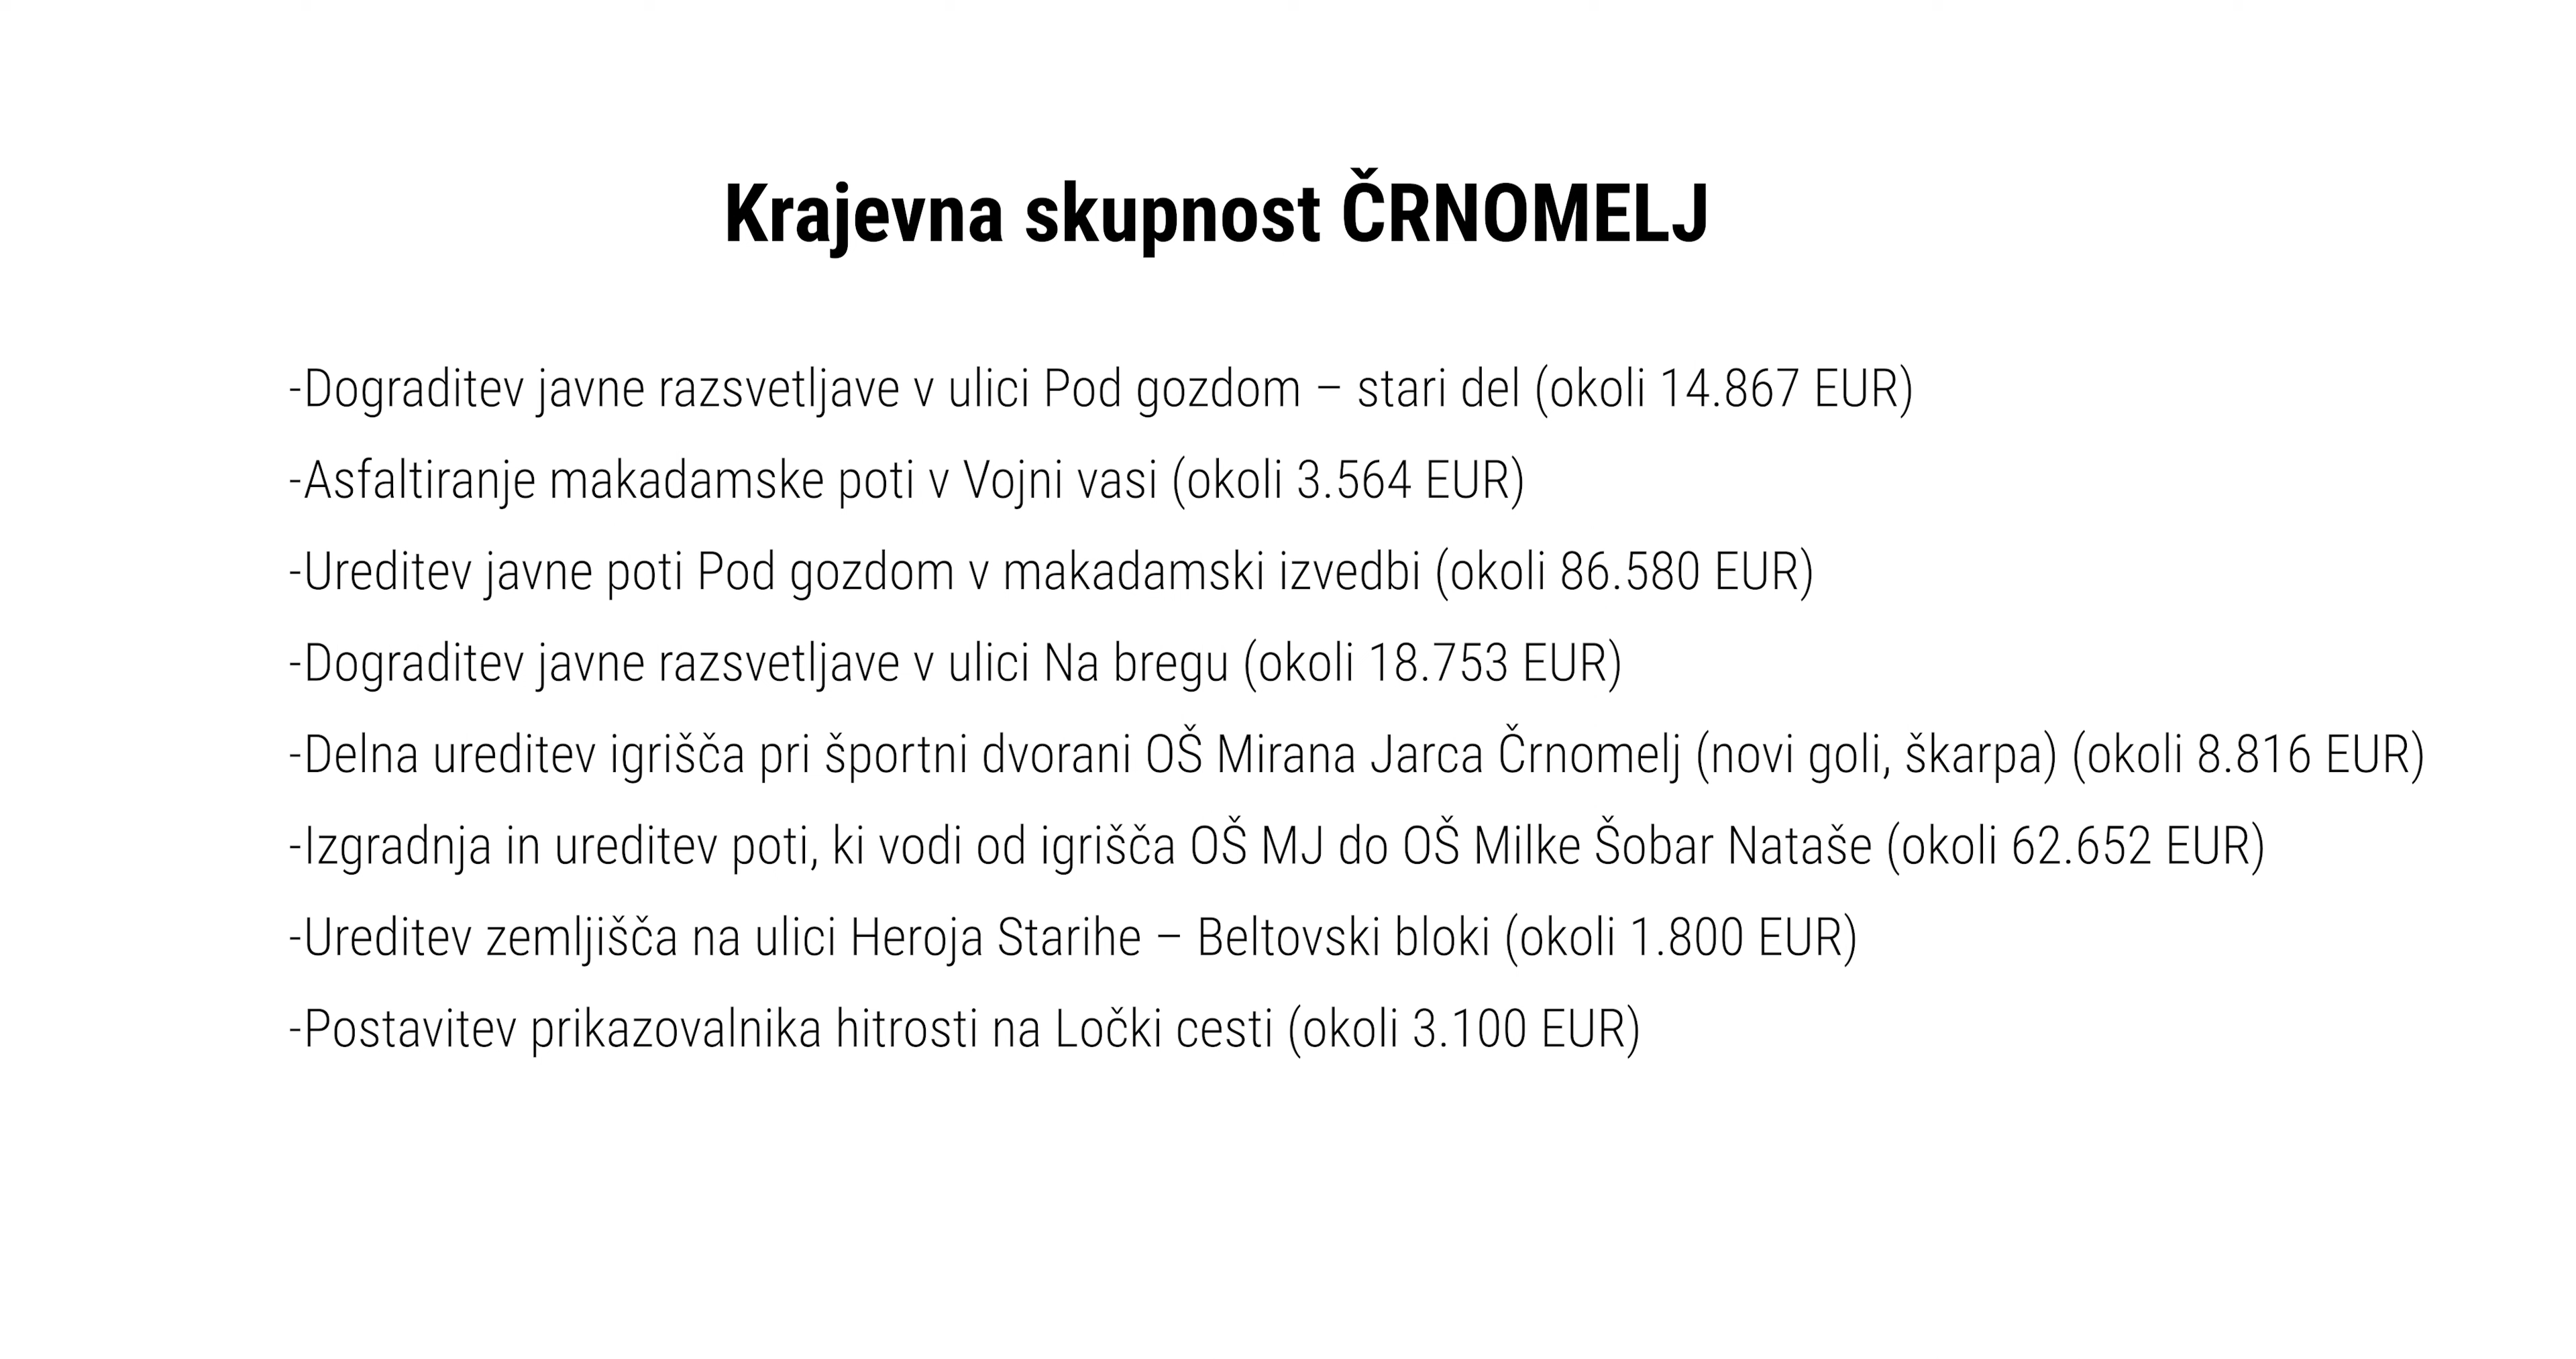 Krajevna skupnost ČRNOMELJ
-Dograditev javne razsvetljave v ulici Pod gozdom – stari del (okoli 14.867 EUR)
-Asfaltiranje makadamske poti v Vojni vasi (okoli 3.564 EUR)
-Ureditev javne poti Pod gozdom v makadamski izvedbi (okoli 86.580 EUR)
-Dograditev javne razsvetljave v ulici Na bregu (okoli 18.753 EUR)
-Delna ureditev igrišča pri športni dvorani OŠ Mirana Jarca Črnomelj (novi goli, škarpa) (okoli 8.816 EUR)
-Izgradnja in ureditev poti, ki vodi od igrišča OŠ MJ do OŠ Milke Šobar Nataše (okoli 62.652 EUR)
-Ureditev zemljišča na ulici Heroja Starihe – Beltovski bloki (okoli 1.800 EUR)
-Postavitev prikazovalnika hitrosti na Ločki cesti (okoli 3.100 EUR)